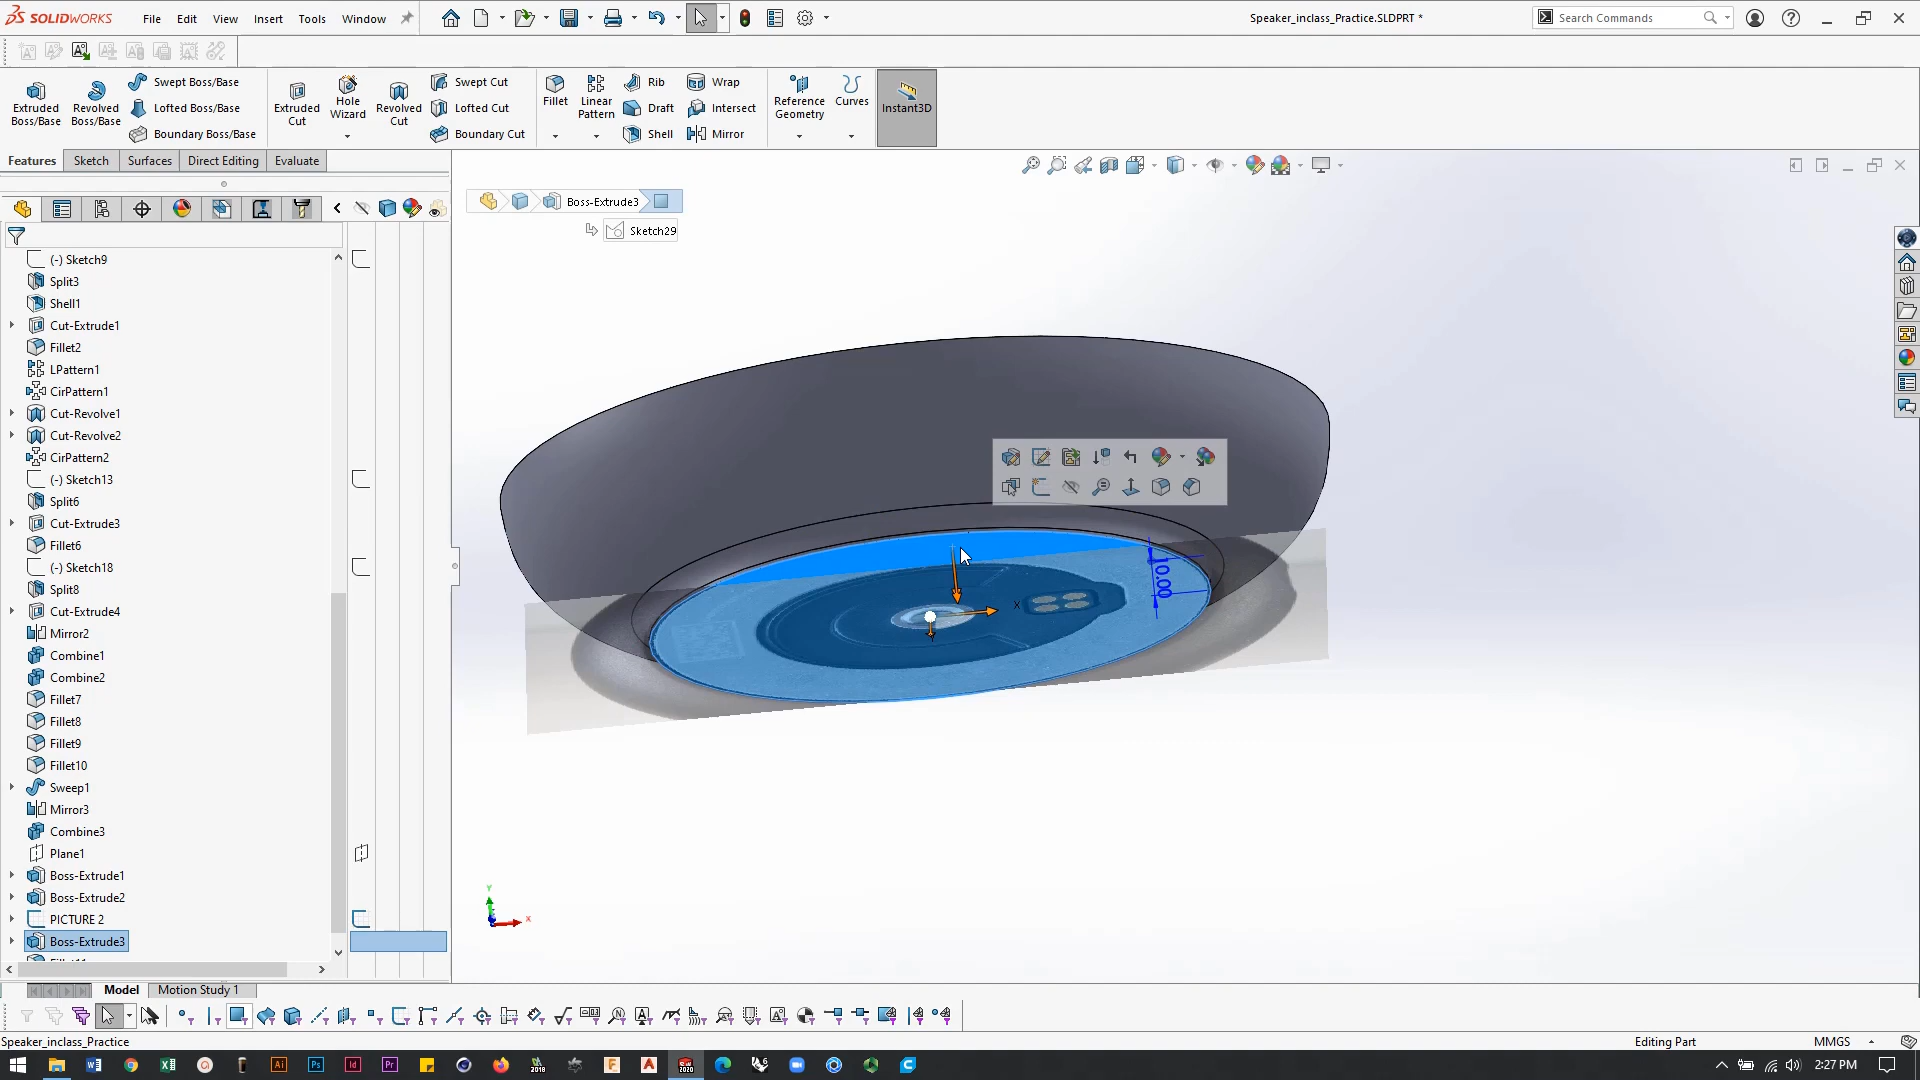 SOLIDWORKS
File Edit View Insert Tools Window
Speaker_inclass_Practice.SLDPRT *
Search Commands
Extruded Boss/Base
Revolved Boss/Base
Swept Boss/Base
Lofted Boss/Base
Boundary Boss/Base
Extruded Cut
Hole Wizard
Revolved Cut
Swept Cut
Lofted Cut
Boundary Cut
Fillet
Linear Pattern
Rib
Draft
Shell
Wrap
Intersect
Mirror
Reference Geometry
Curves
Instant3D
Features Sketch Surfaces Direct Editing Evaluate
Boss-Extrude3
Sketch29
(-) Sketch9
Split3
Shell1
Cut-Extrude1
Fillet2
LPattern1
CirPattern1
Cut-Revolve1
Cut-Revolve2
CirPattern2
(-) Sketch13
Split6
Cut-Extrude3
Fillet6
(-) Sketch18
Split8
Cut-Extrude4
Mirror2
Combine1
Combine2
Fillet7
Fillet8
Fillet9
Fillet10
Sweep1
Mirror3
Combine3
Plane1
Boss-Extrude1
Boss-Extrude2
PICTURE 2
Boss-Extrude3
X
10.00
Y
X
Model Motion Study 1
Speaker_inclass_Practice
Editing Part
MMGS
2:27 PM